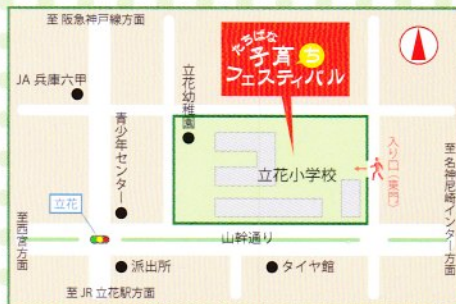 至 阪急神戸線方面
たちばな
子育ち
フェスティバル
JA 兵庫六甲
立花幼稚園
青少年センター
立花小学校
入り口(東門)
至名神尼崎インター方面
立花
至西宮方面
山幹通り
派出所
タイヤ館
至 JR 立花駅方面